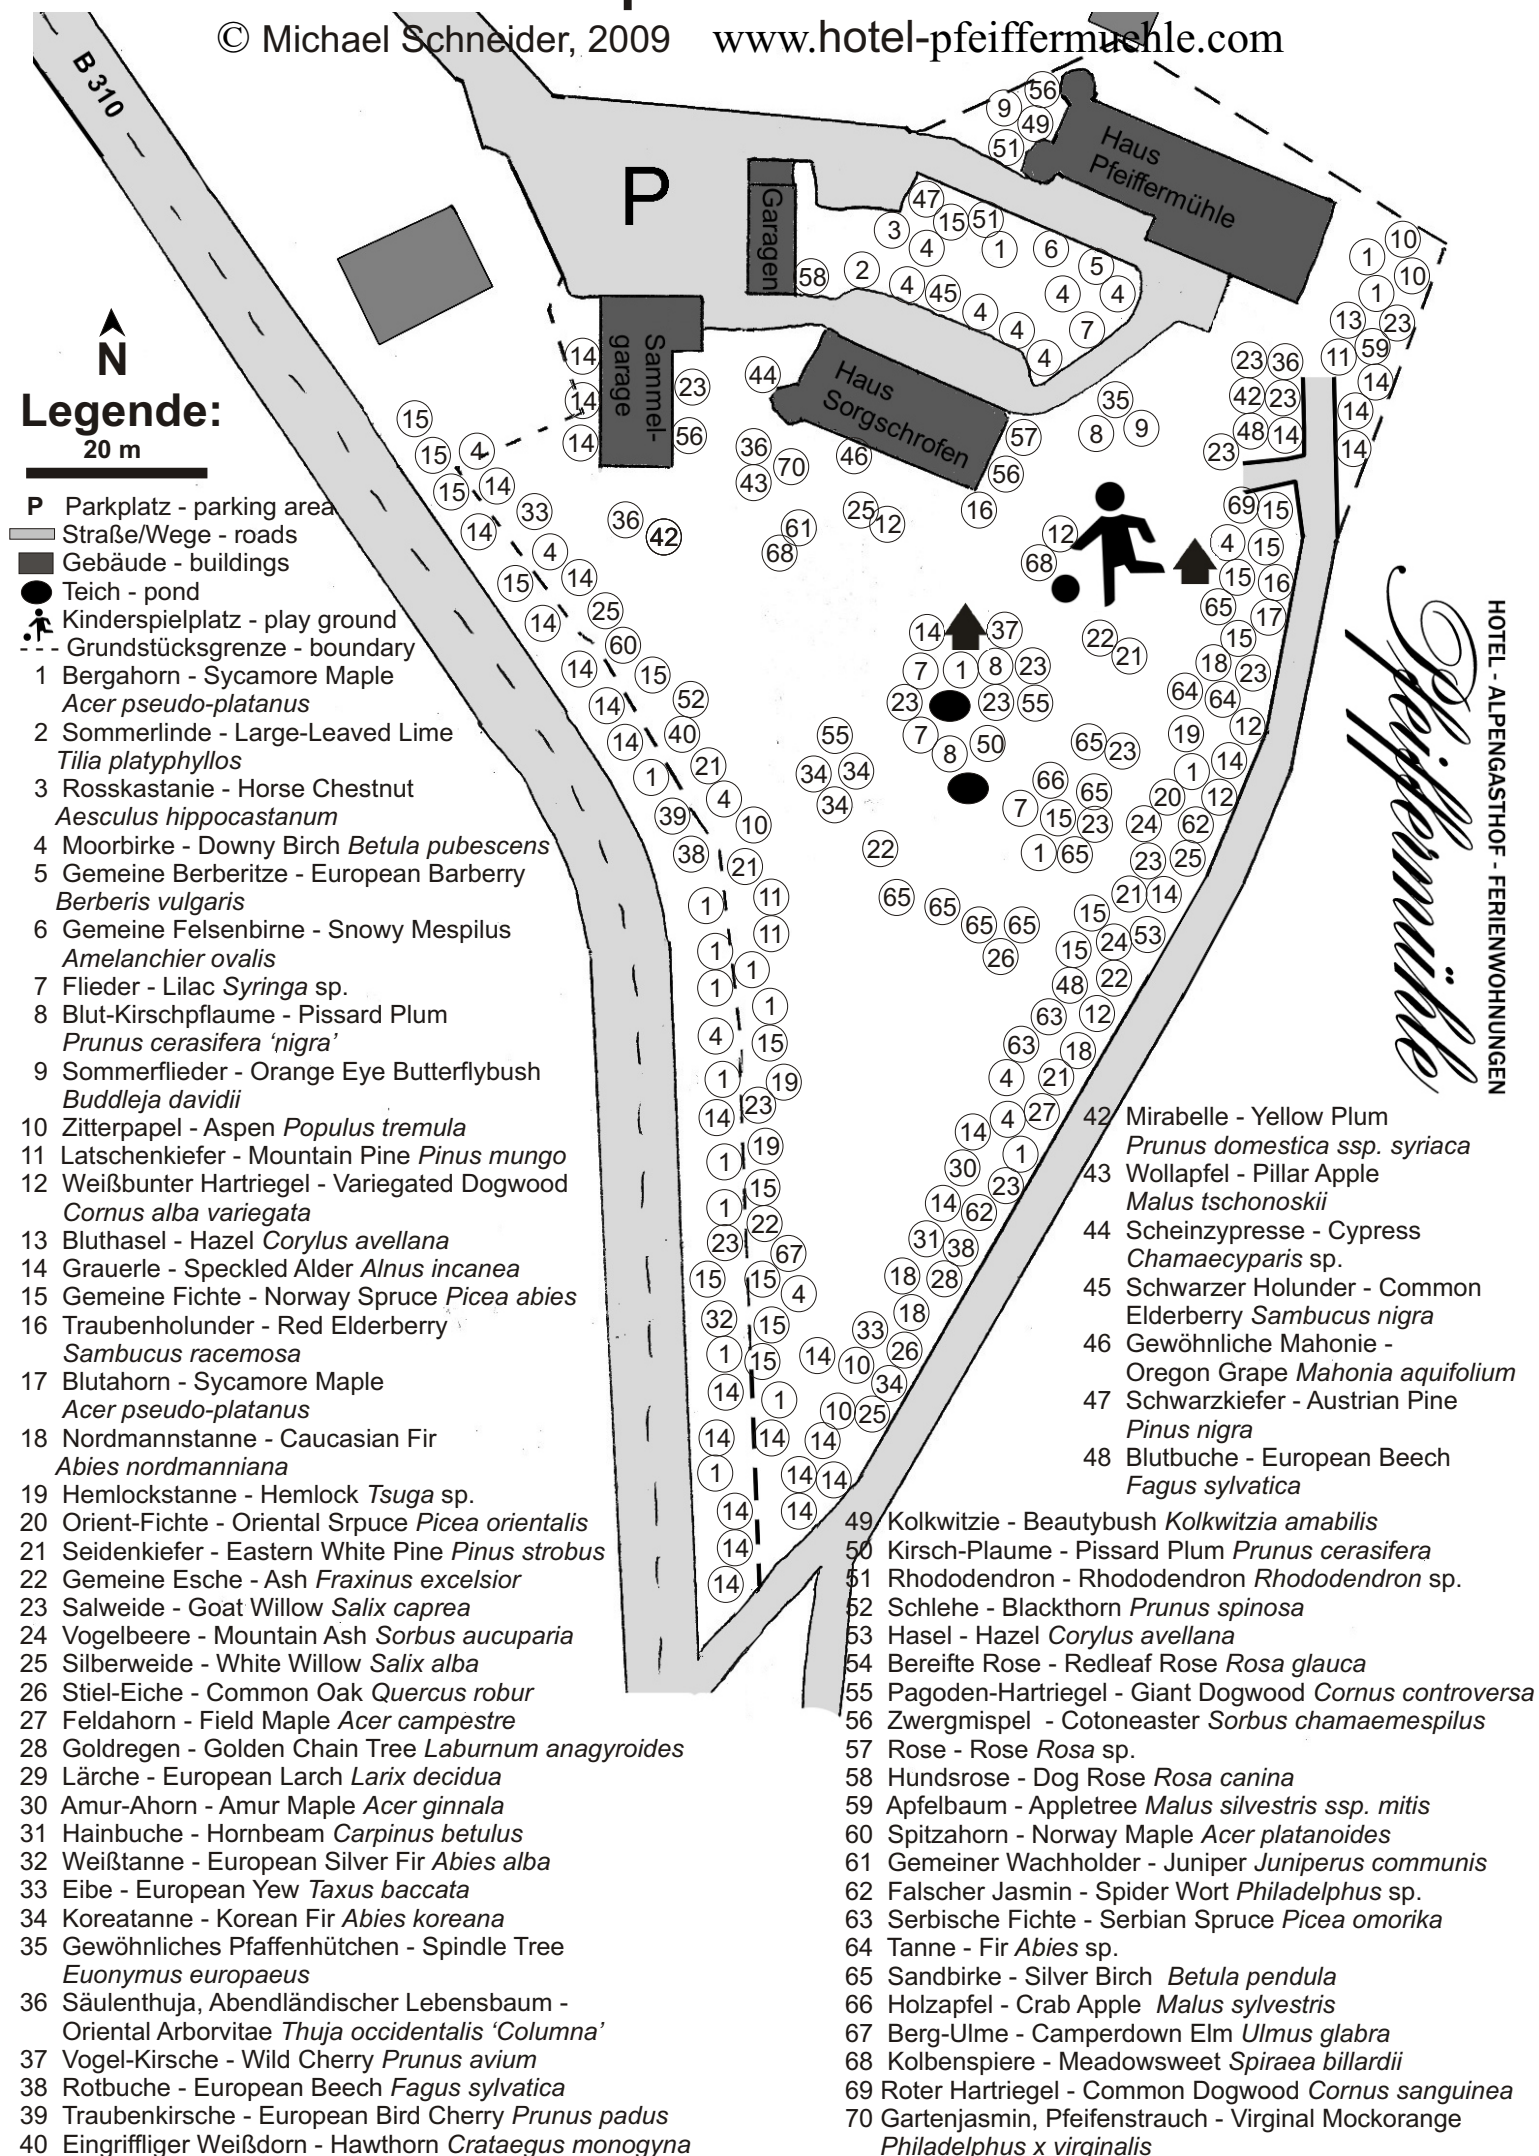 © Michael Schneider, 2009 www.hotel-pfeiffermuehle.com
B 310
P
Garagen
Haus
Pfeiffermühle
Sammel-
garage
Haus
Sorgschrofen
N
Legende:
20 m
P Parkplatz - parking area
Straße/Wege - roads
Gebäude - buildings
Teich - pond
Kinderspielplatz - play ground
Grundstücksgrenze - boundary
1 Bergahorn - Sycamore Maple
Acer pseudo-platanus
2 Sommerlinde - Large-Leaved Lime
Tilia platyphyllos
3 Rosskastanie - Horse Chestnut
Aesculus hippocastanum
4 Moorbirke - Downy Birch Betula pubescens
5 Gemeine Berberitze - European Barberry
Berberis vulgaris
6 Gemeine Felsenbirne - Snowy Mespilus
Amelanchier ovalis
7 Flieder - Lilac Syringa sp.
8 Blut-Kirschpflaume - Pissard Plum
Prunus cerasifera ‘nigra’
9 Sommerflieder - Orange Eye Butterflybush
Buddleja davidii
10 Zitterpapel - Aspen Populus tremula
11 Latschenkiefer - Mountain Pine Pinus mungo
12 Weißbunter Hartriegel - Variegated Dogwood
Cornus alba variegata
13 Bluthasel - Hazel Corylus avellana
14 Grauerle - Speckled Alder Alnus incanea
15 Gemeine Fichte - Norway Spruce Picea abies
16 Traubenholunder - Red Elderberry
Sambucus racemosa
17 Blutahorn - Sycamore Maple
Acer pseudo-platanus
18 Nordmannstanne - Caucasian Fir
Abies nordmanniana
19 Hemlockstanne - Hemlock Tsuga sp.
20 Orient-Fichte - Oriental Srpuce Picea orientalis
21 Seidenkiefer - Eastern White Pine Pinus strobus
22 Gemeine Esche - Ash Fraxinus excelsior
23 Salweide - Goat Willow Salix caprea
24 Vogelbeere - Mountain Ash Sorbus aucuparia
25 Silberweide - White Willow Salix alba
26 Stiel-Eiche - Common Oak Quercus robur
27 Feldahorn - Field Maple Acer campestre
28 Goldregen - Golden Chain Tree Laburnum anagyroides
29 Lärche - European Larch Larix decidua
30 Amur-Ahorn - Amur Maple Acer ginnala
31 Hainbuche - Hornbeam Carpinus betulus
32 Weißtanne - European Silver Fir Abies alba
33 Eibe - European Yew Taxus baccata
34 Koreatanne - Korean Fir Abies koreana
35 Gewöhnliches Pfaffenhütchen - Spindle Tree
Euonymus europaeus
36 Säulenthuja, Abendländischer Lebensbaum -
Oriental Arborvitae Thuja occidentalis ‘Columna’
37 Vogel-Kirsche - Wild Cherry Prunus avium
38 Rotbuche - European Beech Fagus sylvatica
39 Traubenkirsche - European Bird Cherry Prunus padus
40 Eingriffliger Weißdorn - Hawthorn Crataegus monogyna
HOTEL - ALPENGASTHOF - FERIENWOHNUNGEN
Pfeiffermühle
42 Mirabelle - Yellow Plum
Prunus domestica ssp. syriaca
43 Wollapfel - Pillar Apple
Malus tschonoskii
44 Scheinzypresse - Cypress
Chamaecyparis sp.
45 Schwarzer Holunder - Common
Elderberry Sambucus nigra
46 Gewöhnliche Mahonie -
Oregon Grape Mahonia aquifolium
47 Schwarzkiefer - Austrian Pine
Pinus nigra
48 Blutbuche - European Beech
Fagus sylvatica
49 Kolkwitzie - Beautybush Kolkwitzia amabilis
50 Kirsch-Plaume - Pissard Plum Prunus cerasifera
51 Rhododendron - Rhododendron Rhododendron sp.
52 Schlehe - Blackthorn Prunus spinosa
53 Hasel - Hazel Corylus avellana
54 Bereifte Rose - Redleaf Rose Rosa glauca
55 Pagoden-Hartriegel - Giant Dogwood Cornus controversa
56 Zwergmispel - Cotoneaster Sorbus chamaemespilus
57 Rose - Rose Rosa sp.
58 Hundsrose - Dog Rose Rosa canina
59 Apfelbaum - Appletree Malus silvestris ssp. mitis
60 Spitzahorn - Norway Maple Acer platanoides
61 Gemeiner Wachholder - Juniper Juniperus communis
62 Falscher Jasmin - Spider Wort Philadelphus sp.
63 Serbische Fichte - Serbian Spruce Picea omorika
64 Tanne - Fir Abies sp.
65 Sandbirke - Silver Birch Betula pendula
66 Holzapfel - Crab Apple Malus sylvestris
67 Berg-Ulme - Camperdown Elm Ulmus glabra
68 Kolbenspiere - Meadowsweet Spiraea billardii
69 Roter Hartriegel - Common Dogwood Cornus sanguinea
70 Gartenjasmin, Pfeifenstrauch - Virginal Mockorange
Philadelphus x virginalis